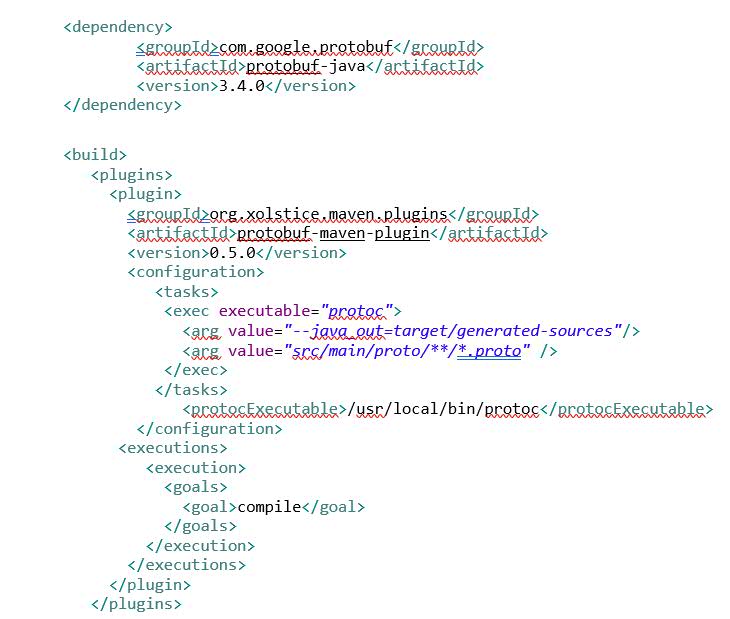 <dependency>
<groupId>com.google.protobuf</groupId>
<artifactId>protobuf-java</artifactId>
<version>3.4.0</version>
</dependency>
<build>
<plugins>
<plugin>
<groupId>org.xolstice.maven.plugins</groupId>
<artifactId>protobuf-maven-plugin</artifactId>
<version>0.5.0</version>
<configuration>
<tasks>
<exec executable="protoc">
<arg value="--java_out=target/generated-sources"/>
<arg value="src/main/proto/**/*.proto" />
</exec>
</tasks>
<protocExecutable>/usr/local/bin/protoc</protocExecutable>
</configuration>
<executions>
<execution>
<goals>
<goal>compile</goal>
</goals>
</execution>
</executions>
</plugin>
</plugins>